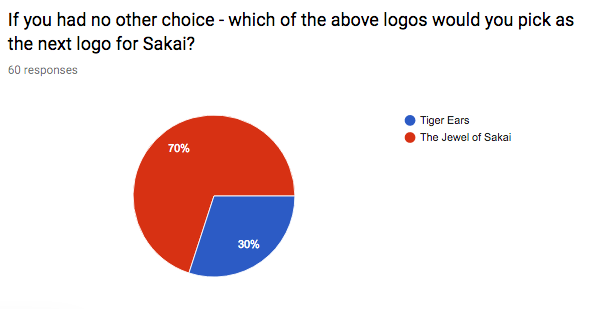 If you had no other choice - which of the above logos would you pick as
the next logo for Sakai?
60 responses
Tiger Ears
The Jewel of Sakai
70%
30%